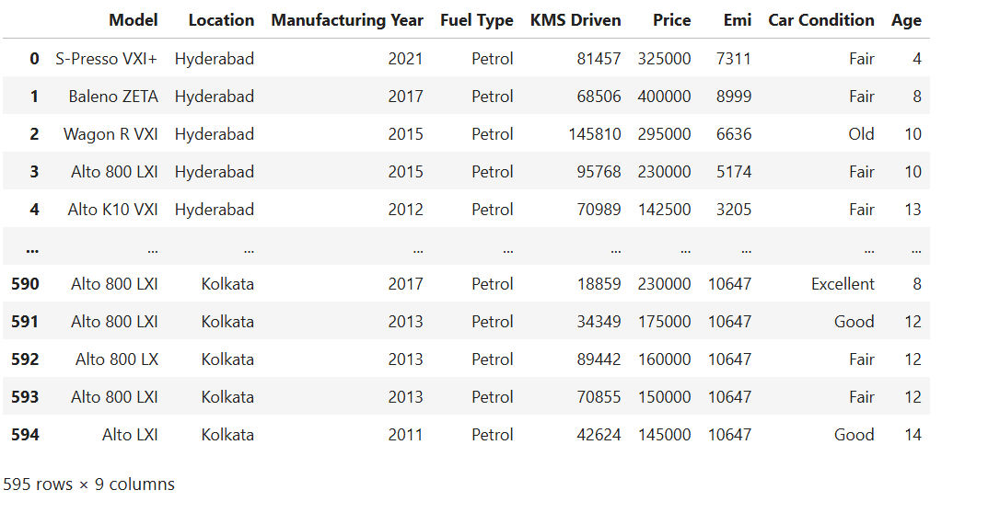 Model Location Manufacturing Year Fuel Type KMS Driven Price Emi Car Condition Age
0 S-Presso VXI+ Hyderabad 2021 Petrol 81457 325000 7311 Fair 4
1 Baleno ZETA Hyderabad 2017 Petrol 68506 400000 8999 Fair 8
2 Wagon R VXI Hyderabad 2015 Petrol 145810 295000 6636 Old 10
3 Alto 800 LXI Hyderabad 2015 Petrol 95768 230000 5174 Fair 10
4 Alto K10 VXI Hyderabad 2012 Petrol 70989 142500 3205 Fair 13
... ... ... ... ... ... ... ... ... ...
590 Alto 800 LXI Kolkata 2017 Petrol 18859 230000 10647 Excellent 8
591 Alto 800 LXI Kolkata 2013 Petrol 34349 175000 10647 Good 12
592 Alto 800 LX Kolkata 2013 Petrol 89442 160000 10647 Fair 12
593 Alto 800 LXI Kolkata 2013 Petrol 70855 150000 10647 Fair 12
594 Alto LXI Kolkata 2011 Petrol 42624 145000 10647 Good 14
595 rows × 9 columns